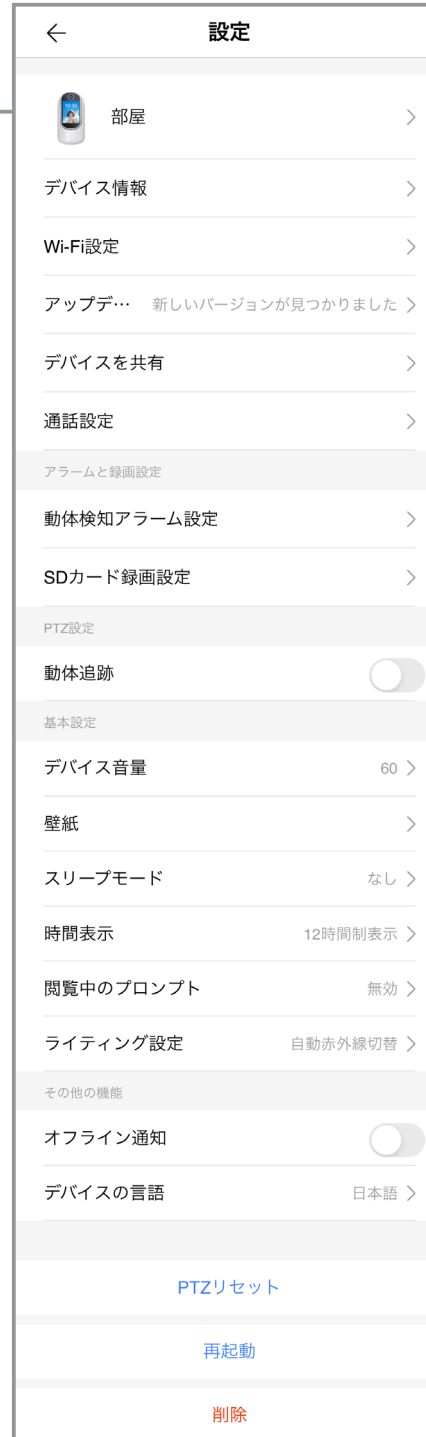 設定
部屋
デバイス情報
Wi-Fi設定
アップデ… 新しいバージョンが見つかりました
デバイスを共有
通話設定
アラームと録画設定
動体検知アラーム設定
SDカード録画設定
PTZ設定
動体追跡
基本設定
デバイス音量 60
壁紙
スリープモード なし
時間表示 12時間制表示
閲覧中のプロンプト 無効
ライティング設定 自動赤外線切替
その他の機能
オフライン通知
デバイスの言語 日本語
PTZリセット
再起動
削除